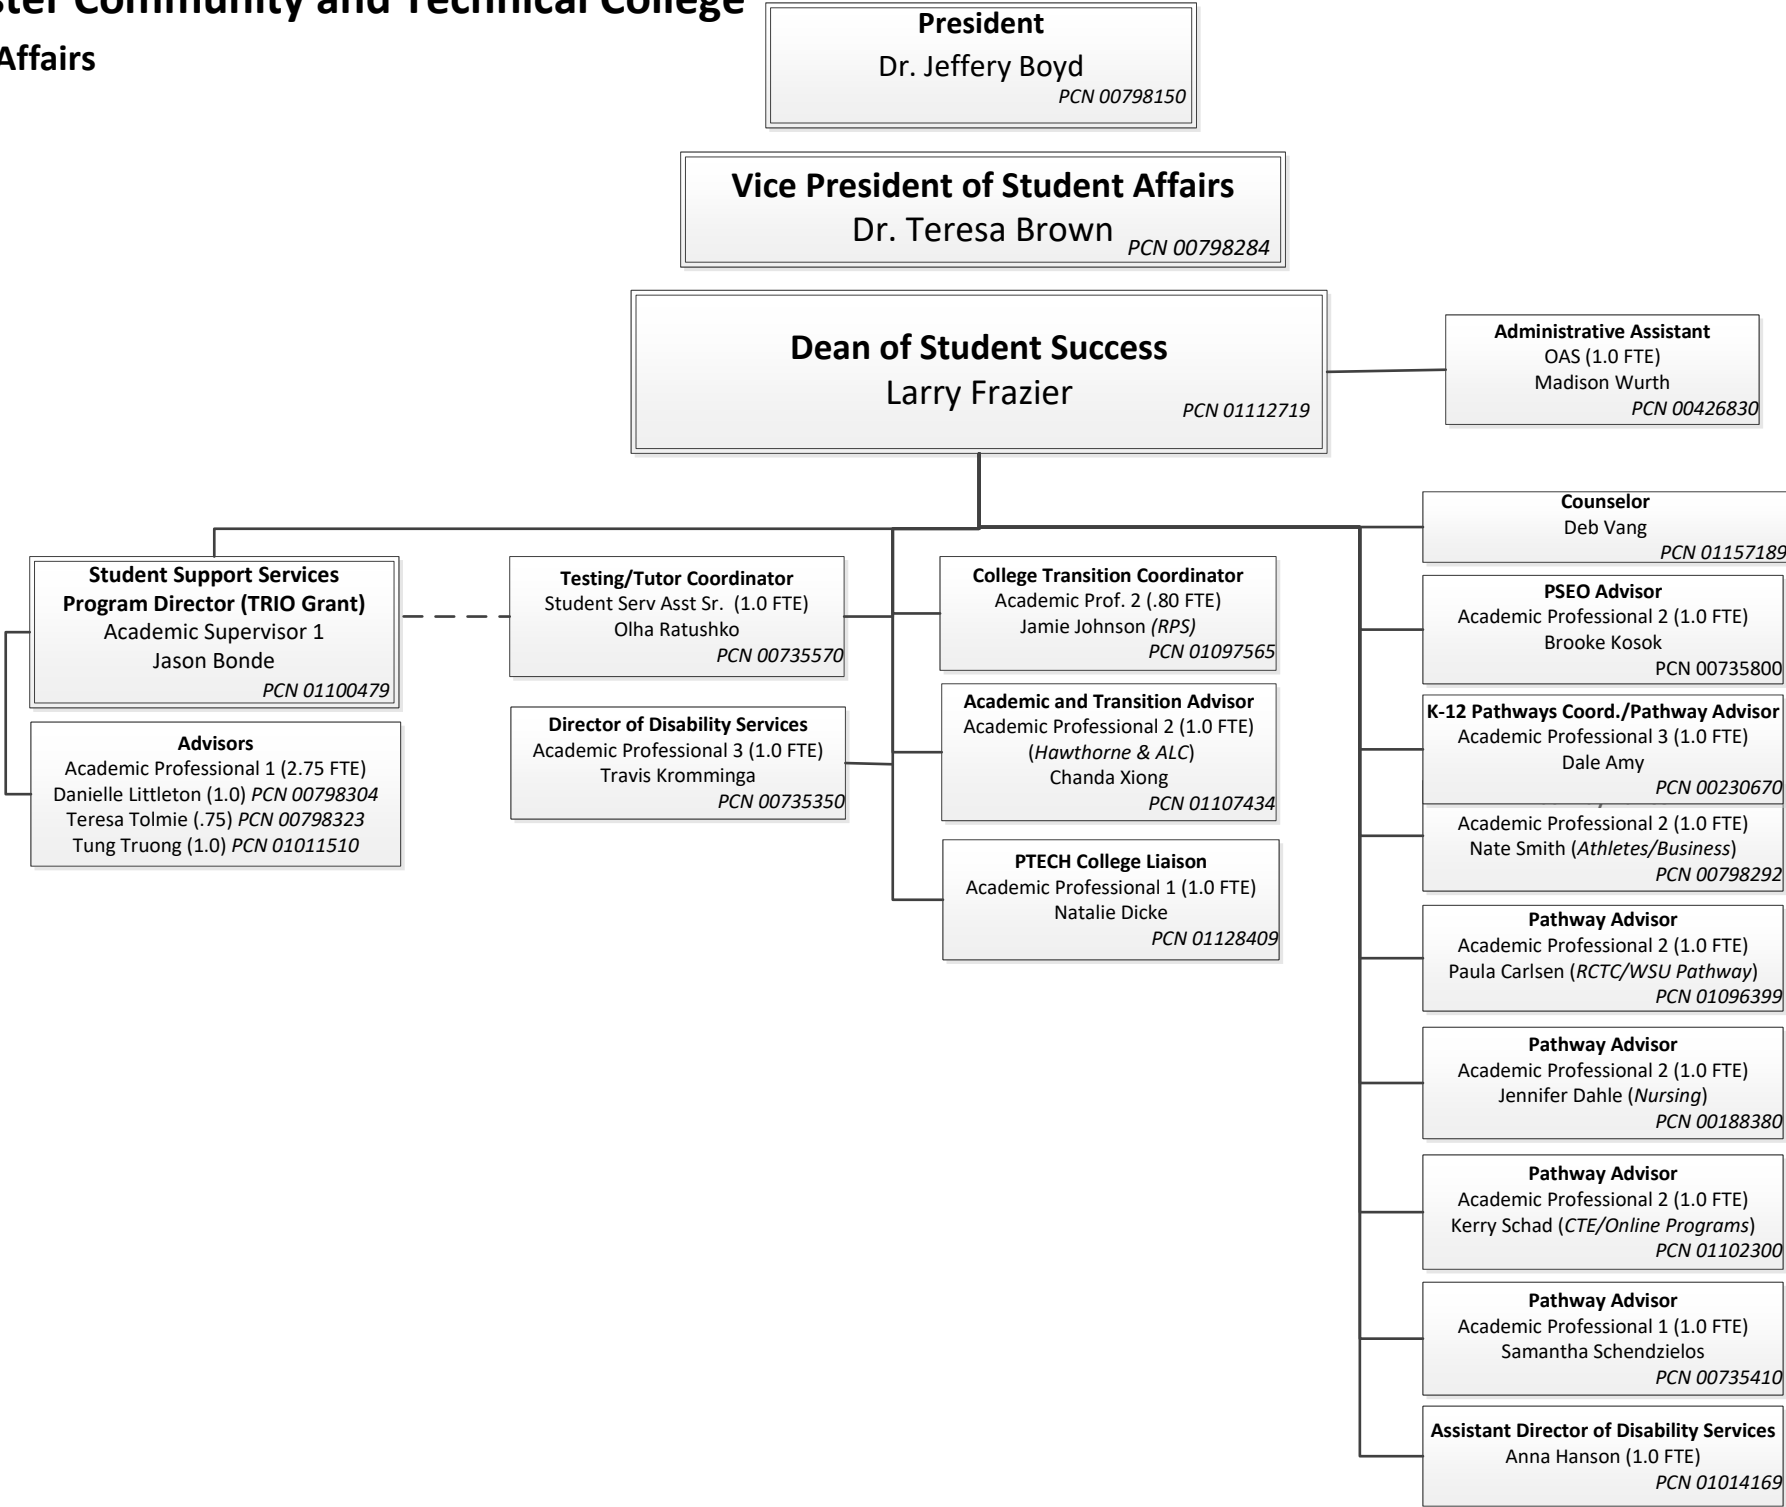 Community and Technical College
Affairs
President
Dr. Jeffery Boyd
PCN 00798150
Vice President of Student Affairs
Dr. Teresa Brown
PCN 00798284
Dean of Student Success
Larry Frazier
PCN 01112719
Administrative Assistant
OAS (1.0 FTE)
Madison Wurth
PCN 00426830
Student Support Services
Program Director (TRIO Grant)
Academic Supervisor 1
Jason Bonde
PCN 01100479
Advisors
Academic Professional 1 (2.75 FTE)
Danielle Littleton (1.0) PCN 00798304
Teresa Tolmie (.75) PCN 00798323
Tung Truong (1.0) PCN 01011510
Testing/Tutor Coordinator
Student Serv Asst Sr. (1.0 FTE)
Olha Ratushko
PCN 00735570
Director of Disability Services
Academic Professional 3 (1.0 FTE)
Travis Kromminga
PCN 00735350
College Transition Coordinator
Academic Prof. 2 (.80 FTE)
Jamie Johnson (RPS)
PCN 01097565
Academic and Transition Advisor
Academic Professional 2 (1.0 FTE)
(Hawthorne & ALC)
Chanda Xiong
PCN 01107434
PTECH College Liaison
Academic Professional 1 (1.0 FTE)
Natalie Dicke
PCN 01128409
Counselor
Deb Vang
PCN 01157189
PSEO Advisor
Academic Professional 2 (1.0 FTE)
Brooke Kosok
PCN 00735800
K-12 Pathways Coord./Pathway Advisor
Academic Professional 3 (1.0 FTE)
Dale Amy
PCN 00230670
Academic Professional 2 (1.0 FTE)
Nate Smith (Athletes/Business)
PCN 00798292
Pathway Advisor
Academic Professional 2 (1.0 FTE)
Paula Carlsen (RCTC/WSU Pathway)
PCN 01096399
Pathway Advisor
Academic Professional 2 (1.0 FTE)
Jennifer Dahle (Nursing)
PCN 00188380
Pathway Advisor
Academic Professional 2 (1.0 FTE)
Kerry Schad (CTE/Online Programs)
PCN 01102300
Pathway Advisor
Academic Professional 1 (1.0 FTE)
Samantha Schendzielos
PCN 00735410
Assistant Director of Disability Services
Anna Hanson (1.0 FTE)
PCN 01014169